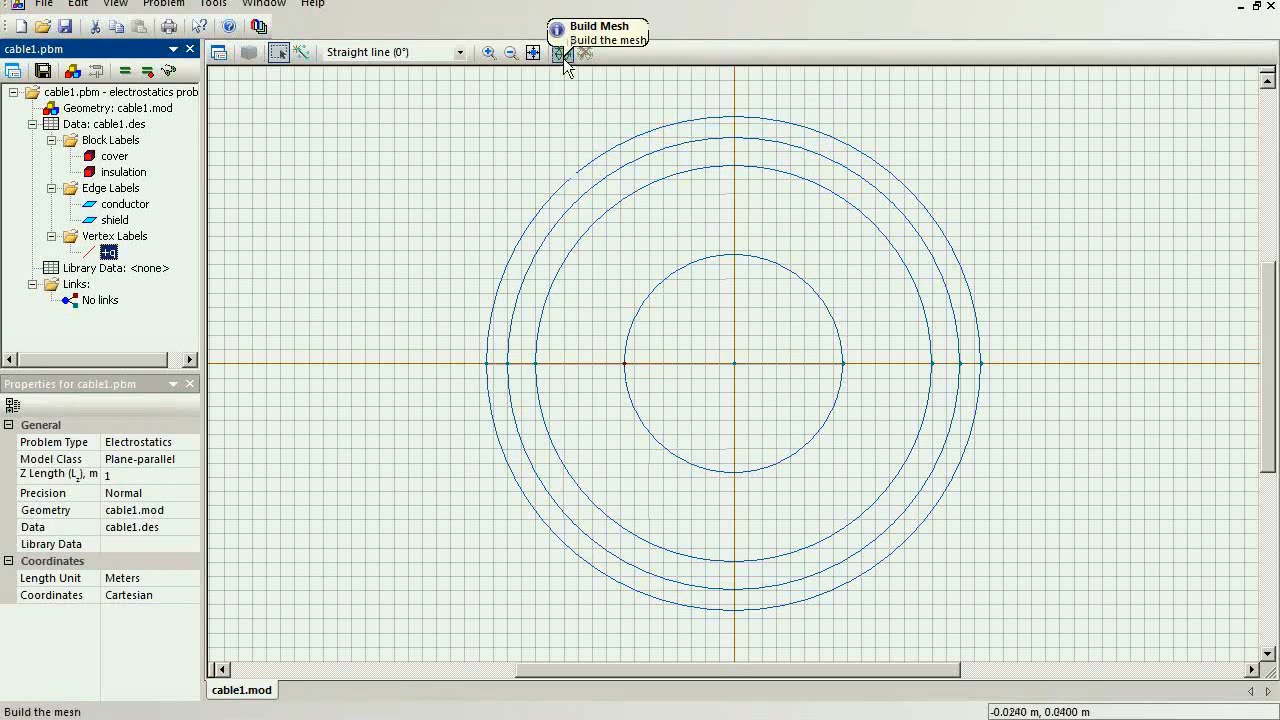 File Edit View Problem Tools Window Help
Build Mesh
Build the mesh
cable1.pbm
Straight line (0°)
cable1.pbm - electrostatics prob
Geometry: cable1.mod
Data: cable1.des
Block Labels
cover
insulation
Edge Labels
conductor
shield
Vertex Labels
+q
Library Data: <none>
Links:
No links
Properties for cable1.pbm
General
Problem Type Electrostatics
Model Class Plane-parallel
Z Length (Lz), m 1
Precision Normal
Geometry cable1.mod
Data cable1.des
Library Data
Coordinates
Length Unit Meters
Coordinates Cartesian
cable1.mod
Build the mesh
-0.0240 m, 0.0400 m